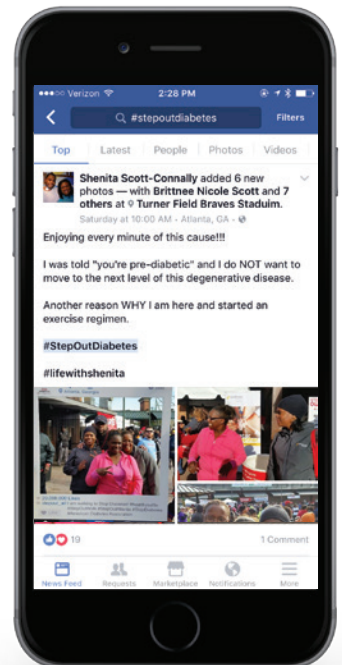 Verizon 2:28 PM
#stepoutdiabetes Filters
Top Latest People Photos Videos
Shenita Scott-Connally added 6 new
photos — with Brittnee Nicole Scott and 7
others at Turner Field Braves Staduim.
Saturday at 10:00 AM · Atlanta, GA ·
Enjoying every minute of this cause!!!
I was told "you're pre-diabetic" and I do NOT want to
move to the next level of this degenerative disease.
Another reason WHY I am here and started an
exercise regimen.
#StepOutDiabetes
#lifewithshenita
19 1 Comment
News Feed Requests Marketplace Notifications More